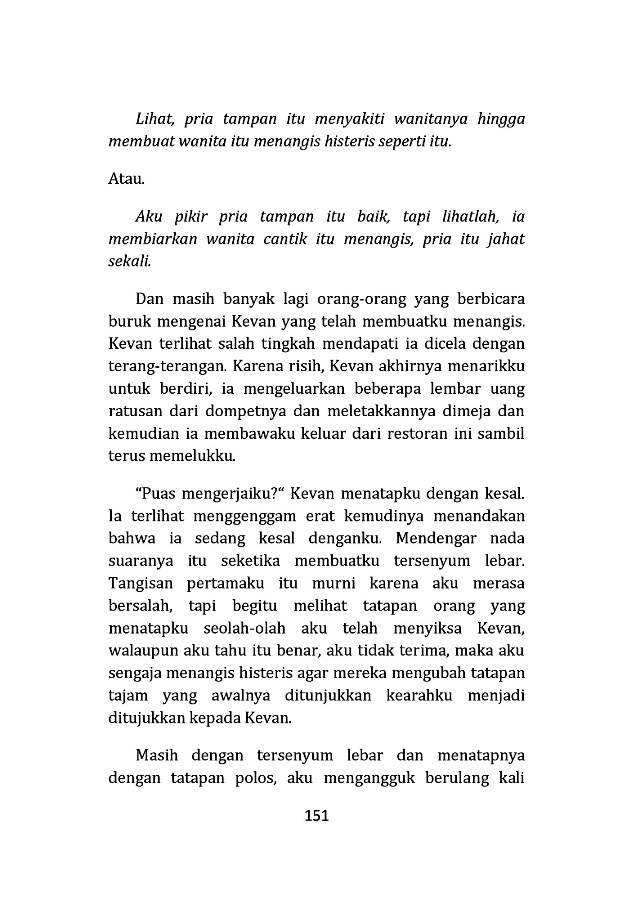 Lihat, pria tampan itu menyakiti wanitanya hingga
membuat wanita itu menangis histeris seperti itu.
Atau.
Aku pikir pria tampan itu baik, tapi lihatlah, ia
membiarkan wanita cantik itu menangis, pria itu jahat
sekali.
Dan masih banyak lagi orang-orang yang berbicara
buruk mengenai Kevan yang telah membuatku menangis.
Kevan terlihat salah tingkah mendapati ia dicela dengan
terang-terangan. Karena risih, Kevan akhirnya menarikku
untuk berdiri, ia mengeluarkan beberapa lembar uang
ratusan dari dompetnya dan meletakkannya dimeja dan
kemudian ia membawaku keluar dari restoran ini sambil
terus memelukku.
“Puas mengerjaiku?“ Kevan menatapku dengan kesal.
Ia terlihat menggenggam erat kemudinya menandakan
bahwa ia sedang kesal denganku. Mendengar nada
suaranya itu seketika membuatku tersenyum lebar.
Tangisan pertamaku itu murni karena aku merasa
bersalah, tapi begitu melihat tatapan orang yang
menatapku seolah-olah aku telah menyiksa Kevan,
walaupun aku tahu itu benar, aku tidak terima, maka aku
sengaja menangis histeris agar mereka mengubah tatapan
tajam yang awalnya ditunjukkan kearahku menjadi
ditujukkan kepada Kevan.
Masih dengan tersenyum lebar dan menatapnya
dengan tatapan polos, aku mengangguk berulang kali
151